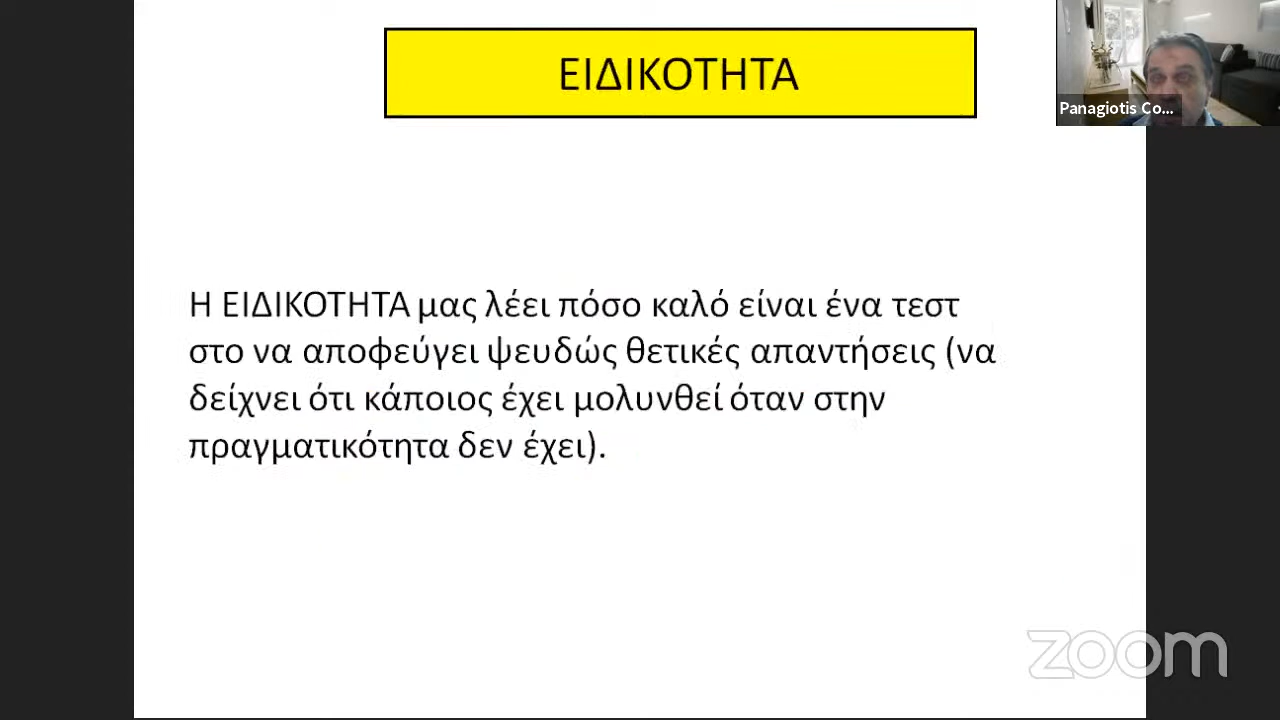 ΕΙΔΙΚΟΤΗΤΑ
Panagiotis Co...
Η ΕΙΔΙΚΟΤΗΤΑ μας λέει πόσο καλό είναι ένα τεστ
στο να αποφεύγει ψευδώς θετικές απαντήσεις (να
δείχνει ότι κάποιος έχει μολυνθεί όταν στην
πραγματικότητα δεν έχει).
zoom